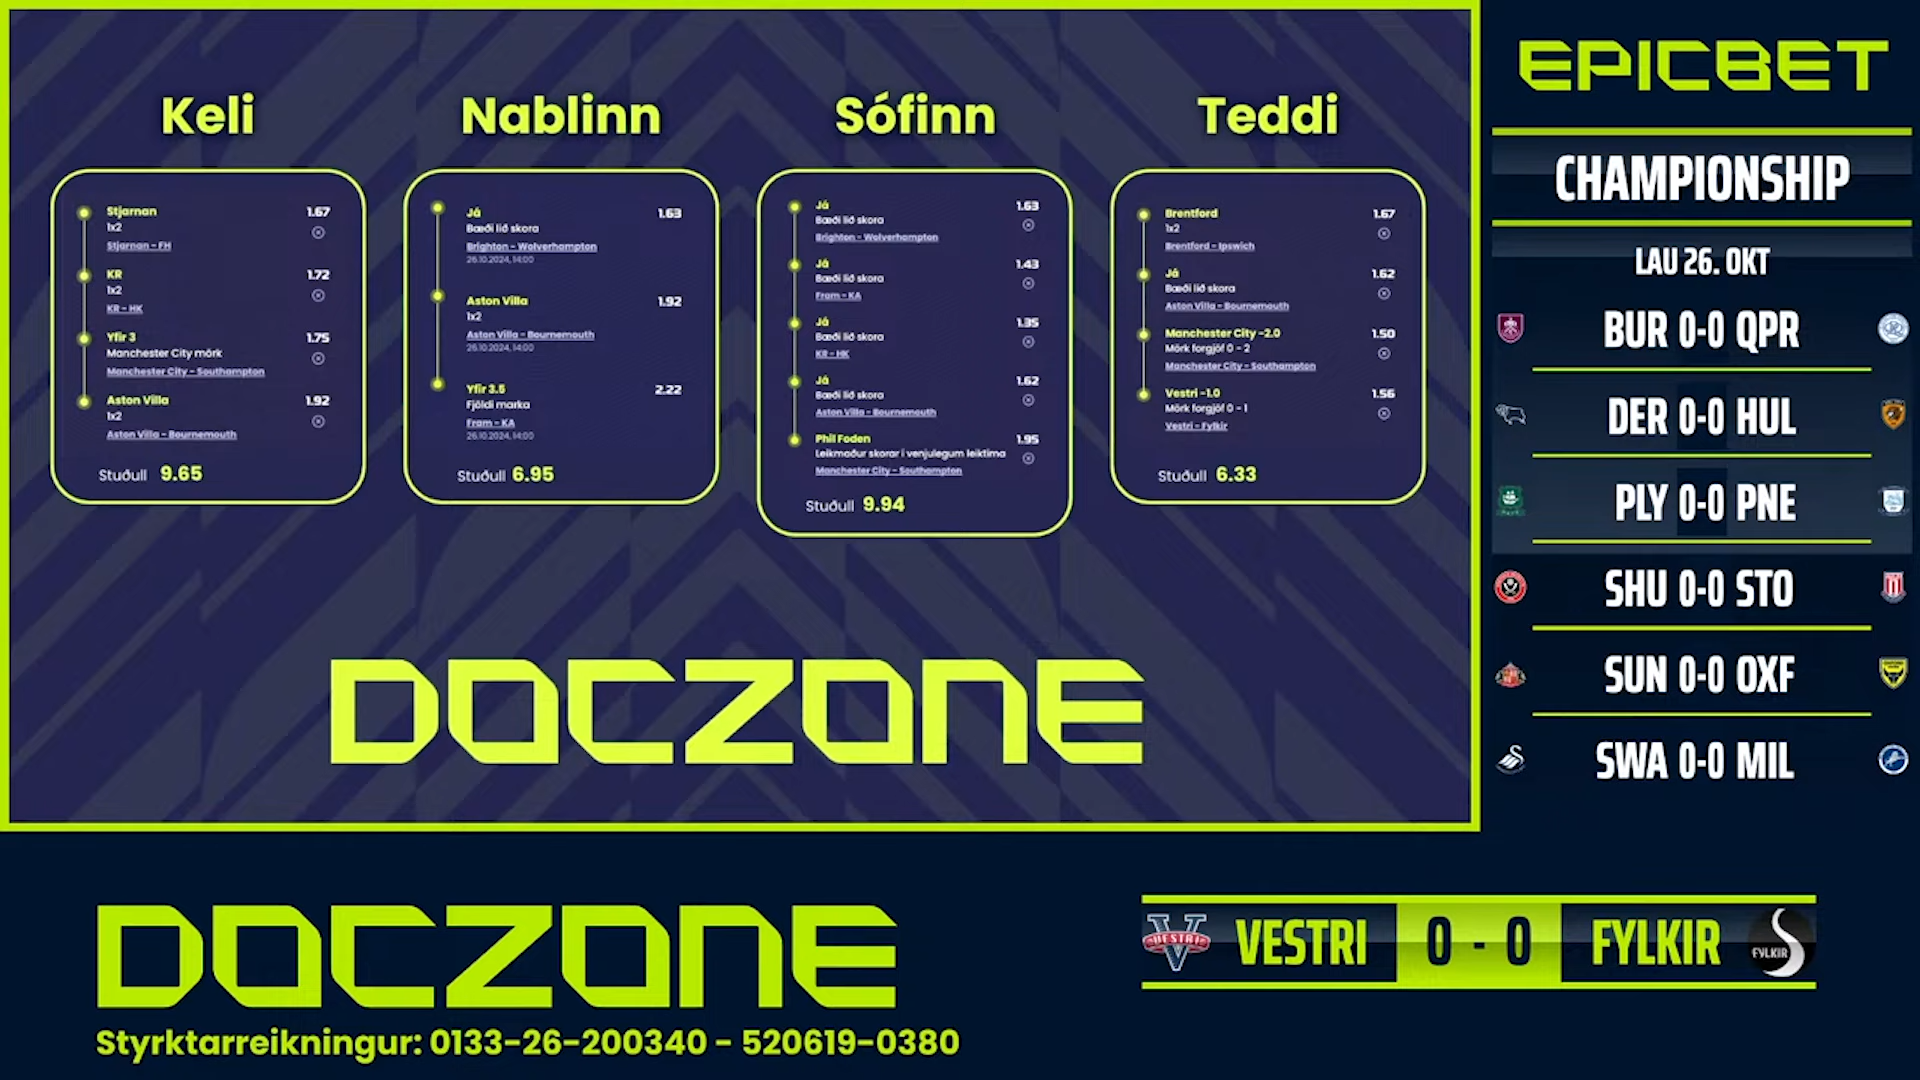 Keli
Stjarnan 1.67
1x2
Stjarnan - FH
KR 1.72
1x2
KR - HK
Yfir 3 1.75
Manchester City mörk
Manchester City - Southampton
Aston Villa 1.92
1x2
Aston Villa - Bournemouth
Stuðull 9.65
Nablinn
Já 1.63
Bæði lið skora
Brighton - Wolverhampton
26.10.2024, 14:00
Aston Villa 1.92
1x2
Aston Villa - Bournemouth
26.10.2024, 14:00
Yfir 3.5 2.22
Fjöldi marka
Fram - KA
26.10.2024, 14:00
Stuðull 6.95
Sófinn
Já 1.63
Bæði lið skora
Brighton - Wolverhampton
Já 1.43
Bæði lið skora
Fram - KA
Já 1.35
Bæði lið skora
KR - HK
Já 1.62
Bæði lið skora
Aston Villa - Bournemouth
Phil Foden 1.95
Leikmaður skorar í venjulegum leiktíma
Manchester City - Southampton
Stuðull 9.94
Teddi
Brentford 1.67
1x2
Brentford - Ipswich
Já 1.62
Bæði lið skora
Aston Villa - Bournemouth
Manchester City -2.0 1.50
Mörk forgjöf 0 - 2
Manchester City - Southampton
Vestri -1.0 1.56
Mörk forgjöf 0 - 1
Vestri - Fylkir
Stuðull 6.33
DOCZONE
EPICBET
CHAMPIONSHIP
LAU 26. OKT
BUR 0-0 QPR
DER 0-0 HUL
PLY 0-0 PNE
SHU 0-0 STO
SUN 0-0 OXF
SWA 0-0 MIL
DOCZONE
Styrktarreikningur: 0133-26-200340 - 520619-0380
VESTRI VESTRI 0 - 0 FYLKIR FYLKIR